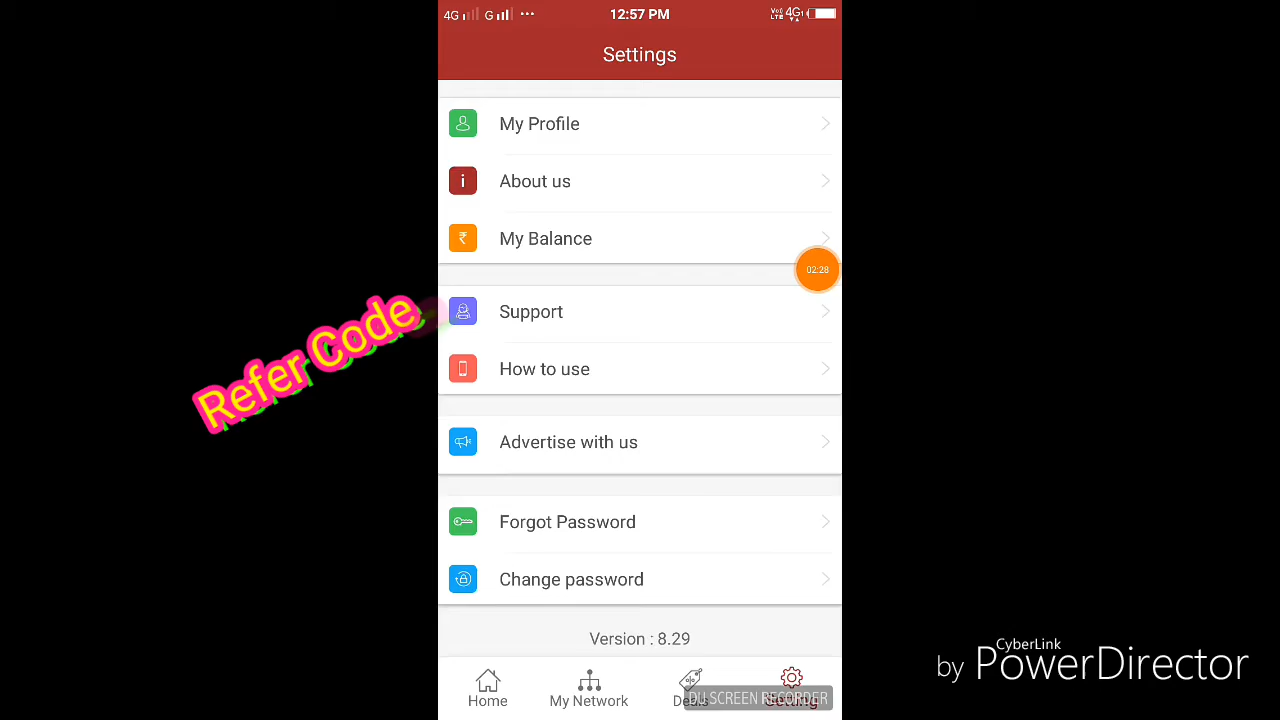 4G G ••• 12:57 PM VoLTE 4G
Settings
My Profile
i About us
₹ My Balance
02:28
Support
How to use
Refer Code
Advertise with us
Forgot Password
Change password
Version : 8.29
Home My Network
DU SCREEN RECORDER
CyberLink
by PowerDirector